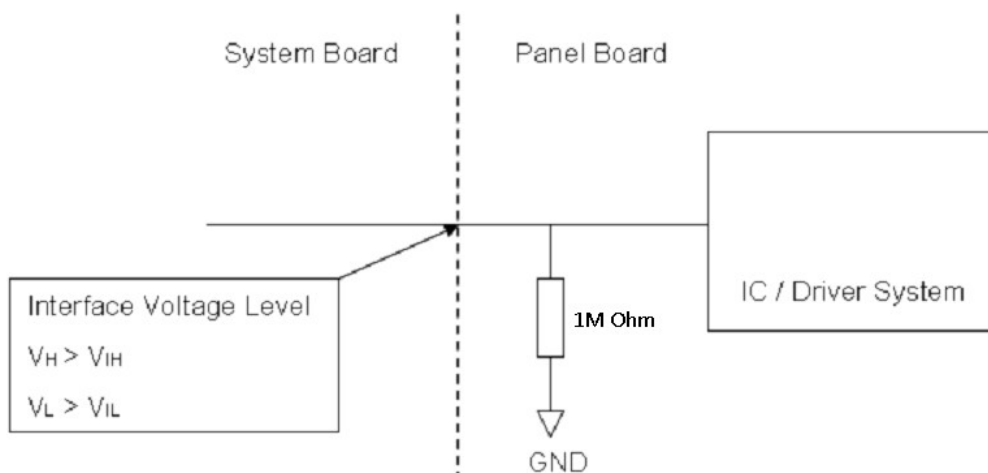 System Board
Panel Board
Interface Voltage Level
VH > VIH
VL > VIL
1M Ohm
IC / Driver System
GND